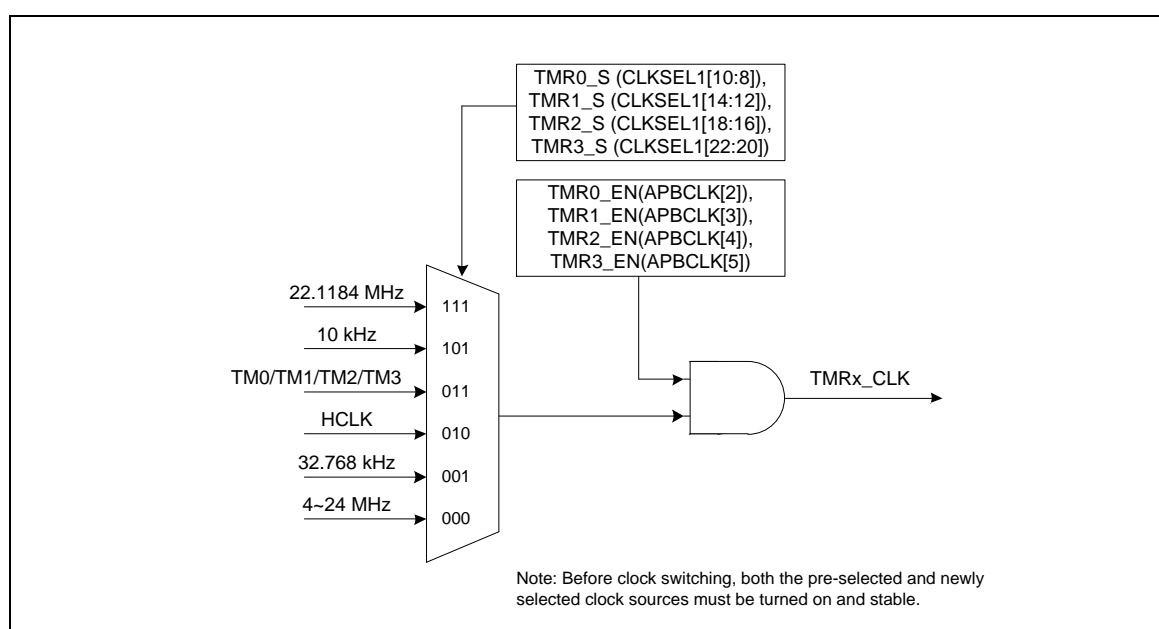 TMR0_S (CLKSEL1[10:8]),
TMR1_S (CLKSEL1[14:12]),
TMR2_S (CLKSEL1[18:16]),
TMR3_S (CLKSEL1[22:20])
TMR0_EN(APBCLK[2]),
TMR1_EN(APBCLK[3]),
TMR2_EN(APBCLK[4]),
TMR3_EN(APBCLK[5])
22.1184 MHz
111
10 kHz
101
TM0/TM1/TM2/TM3
011
HCLK
010
32.768 kHz
001
4~24 MHz
000
TMRx_CLK
Note: Before clock switching, both the pre-selected and newly
selected clock sources must be turned on and stable.